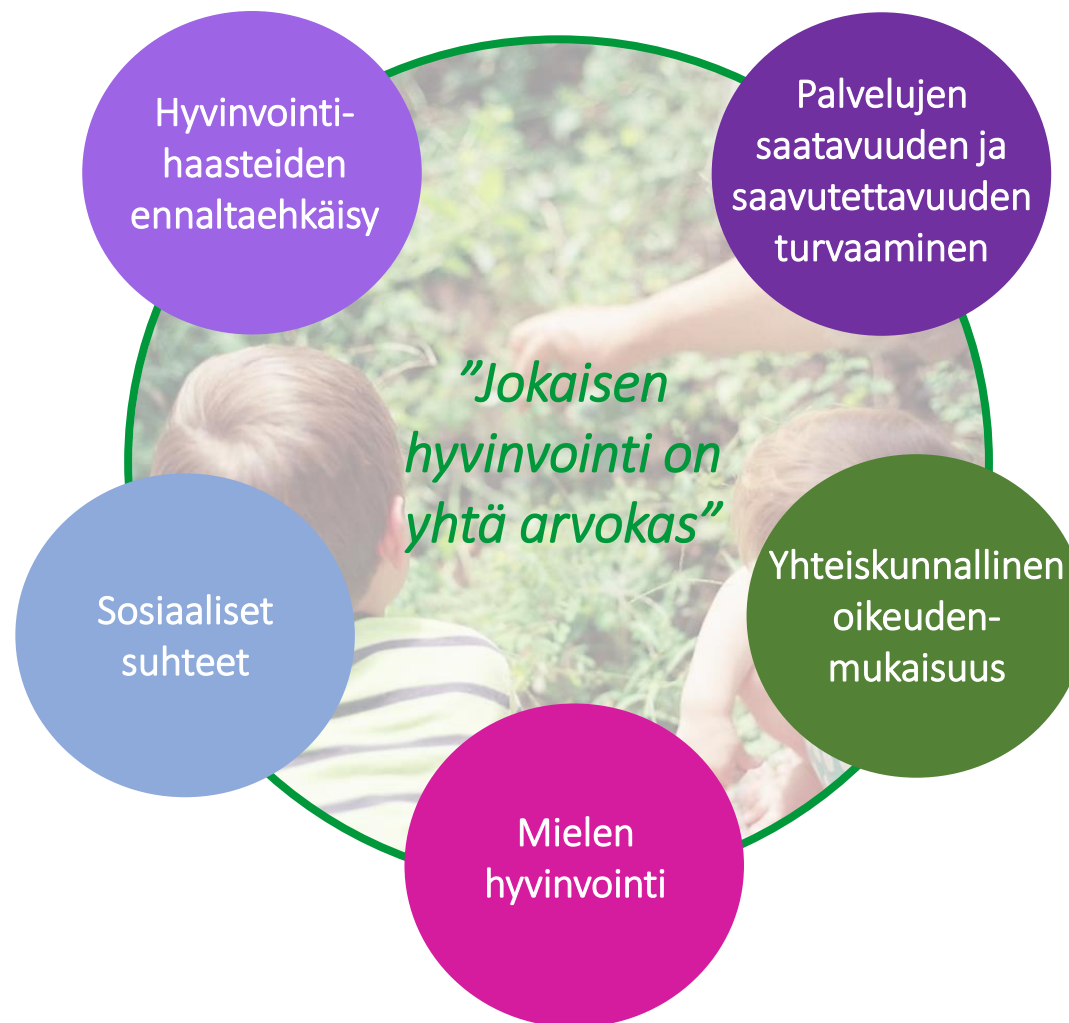 Hyvinvointi-
haasteiden
ennaltaehkäisy
Palvelujen
saatavuuden ja
saavutettavuuden
turvaaminen
”Jokaisen
hyvinvointi on
yhtä arvokas”
Sosiaaliset
suhteet
Yhteiskunnallinen
oikeuden-
mukaisuus
Mielen
hyvinvointi